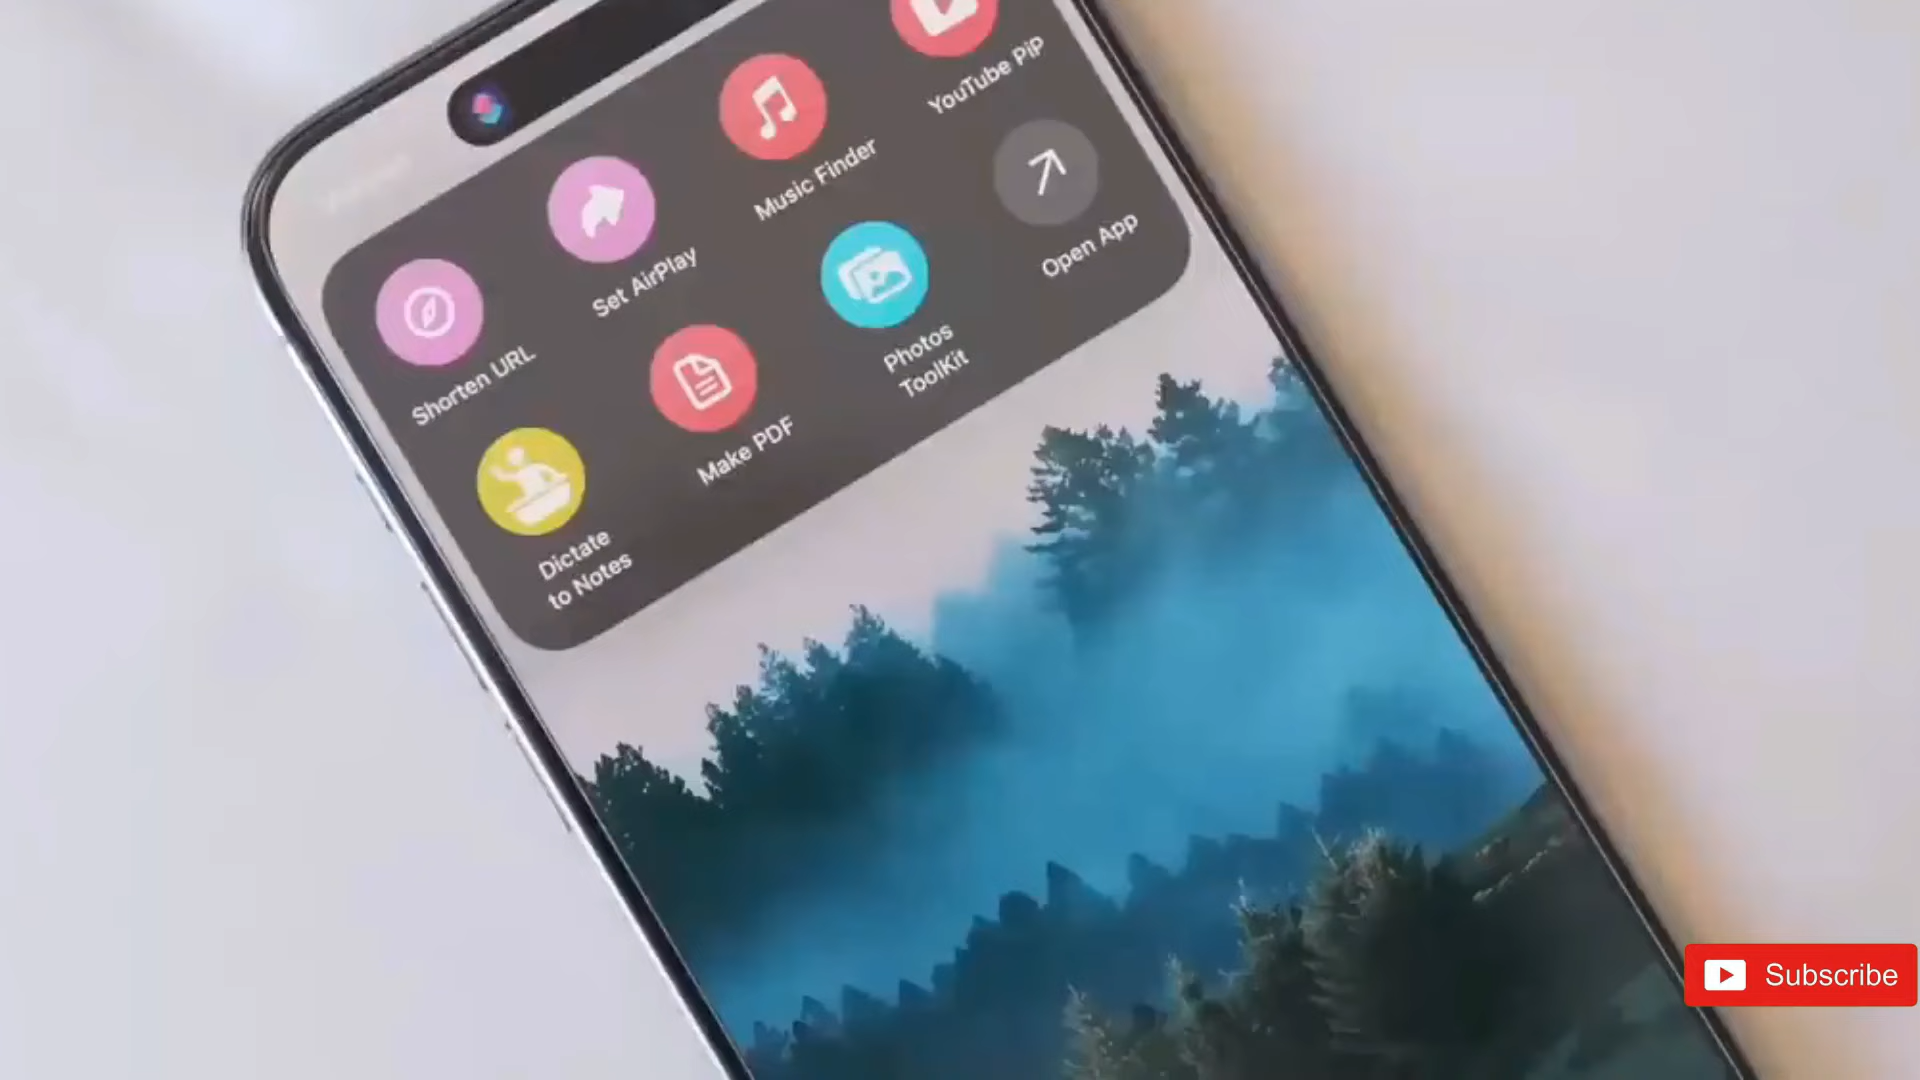 Shorten URL
Set AirPlay
Music Finder
YouTube PiP
Dictate
to Notes
Make PDF
Photos
ToolKit
Open App
Subscribe